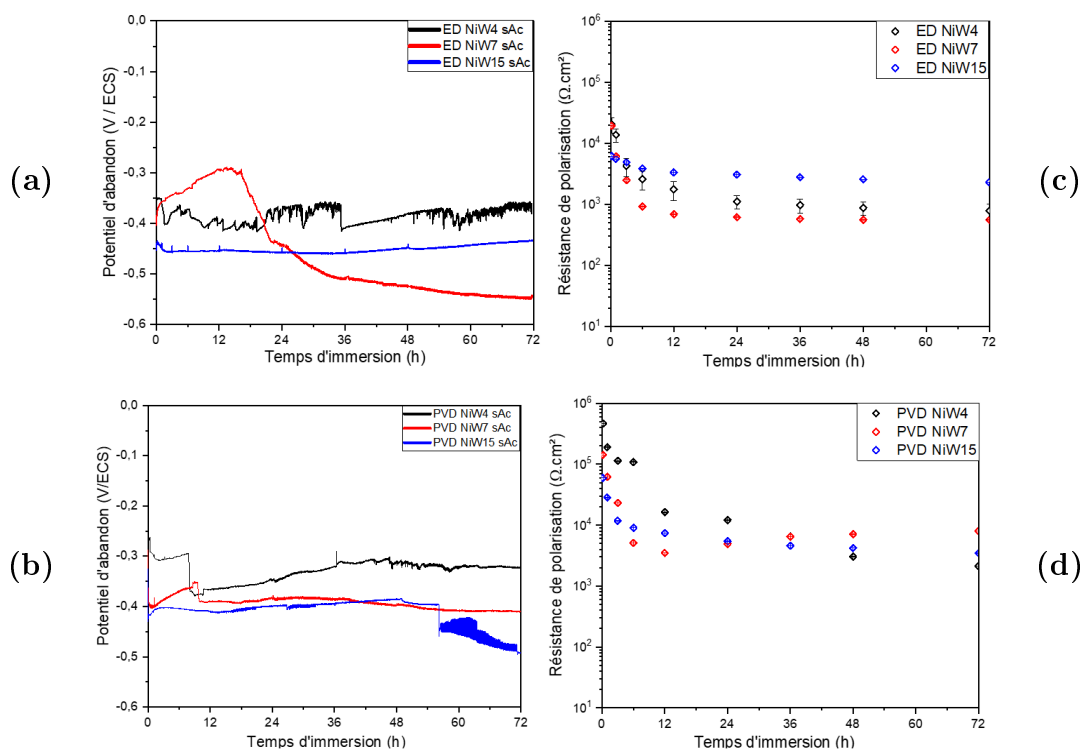 (a)
Potentiel d'abandon (V / ECS)
0,0
-0,1
-0,2
-0,3
-0,4
-0,5
-0,6
0 12 24 36 48 60 72
Temps d'immersion (h)
ED NiW4 sAc
ED NiW7 sAc
ED NiW15 sAc
(c)
Résistance de polarisation (Ω.cm²)
10⁶
10⁵
10⁴
10³
10²
10¹
0 12 24 36 48 60 72
Temps d'immersion (h)
ED NiW4
ED NiW7
ED NiW15
(b)
Potentiel d'abandon (V/ECS)
0,0
-0,1
-0,2
-0,3
-0,4
-0,5
-0,6
0 12 24 36 48 60 72
Temps d'immersion (h)
PVD NiW4 sAc
PVD NiW7 sAc
PVD NiW15 sAc
(d)
Résistance de polarisation (Ω.cm²)
10⁶
10⁵
10⁴
10³
10²
10¹
0 12 24 36 48 60 72
Temps d'immersion (h)
PVD NiW4
PVD NiW7
PVD NiW15